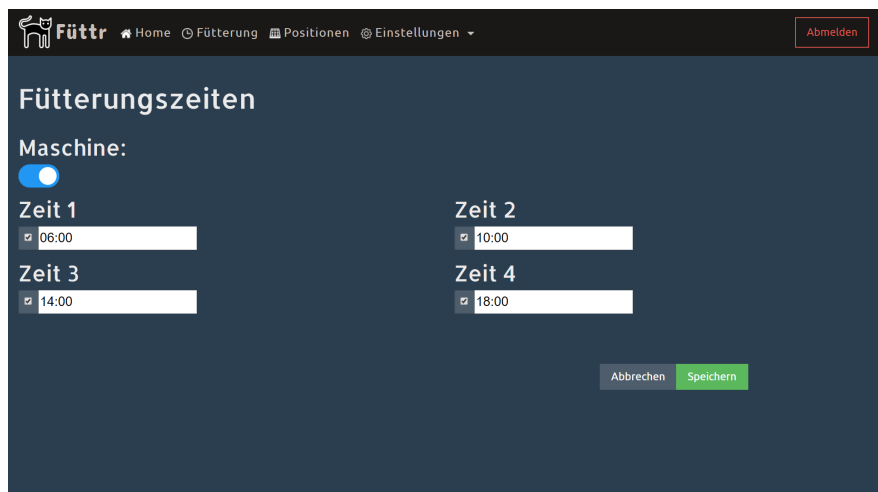 Füttr Home Fütterung Positionen Einstellungen Abmelden
Fütterungszeiten
Maschine:
Zeit 1 Zeit 2
06:00 10:00
Zeit 3 Zeit 4
14:00 18:00
Abbrechen Speichern